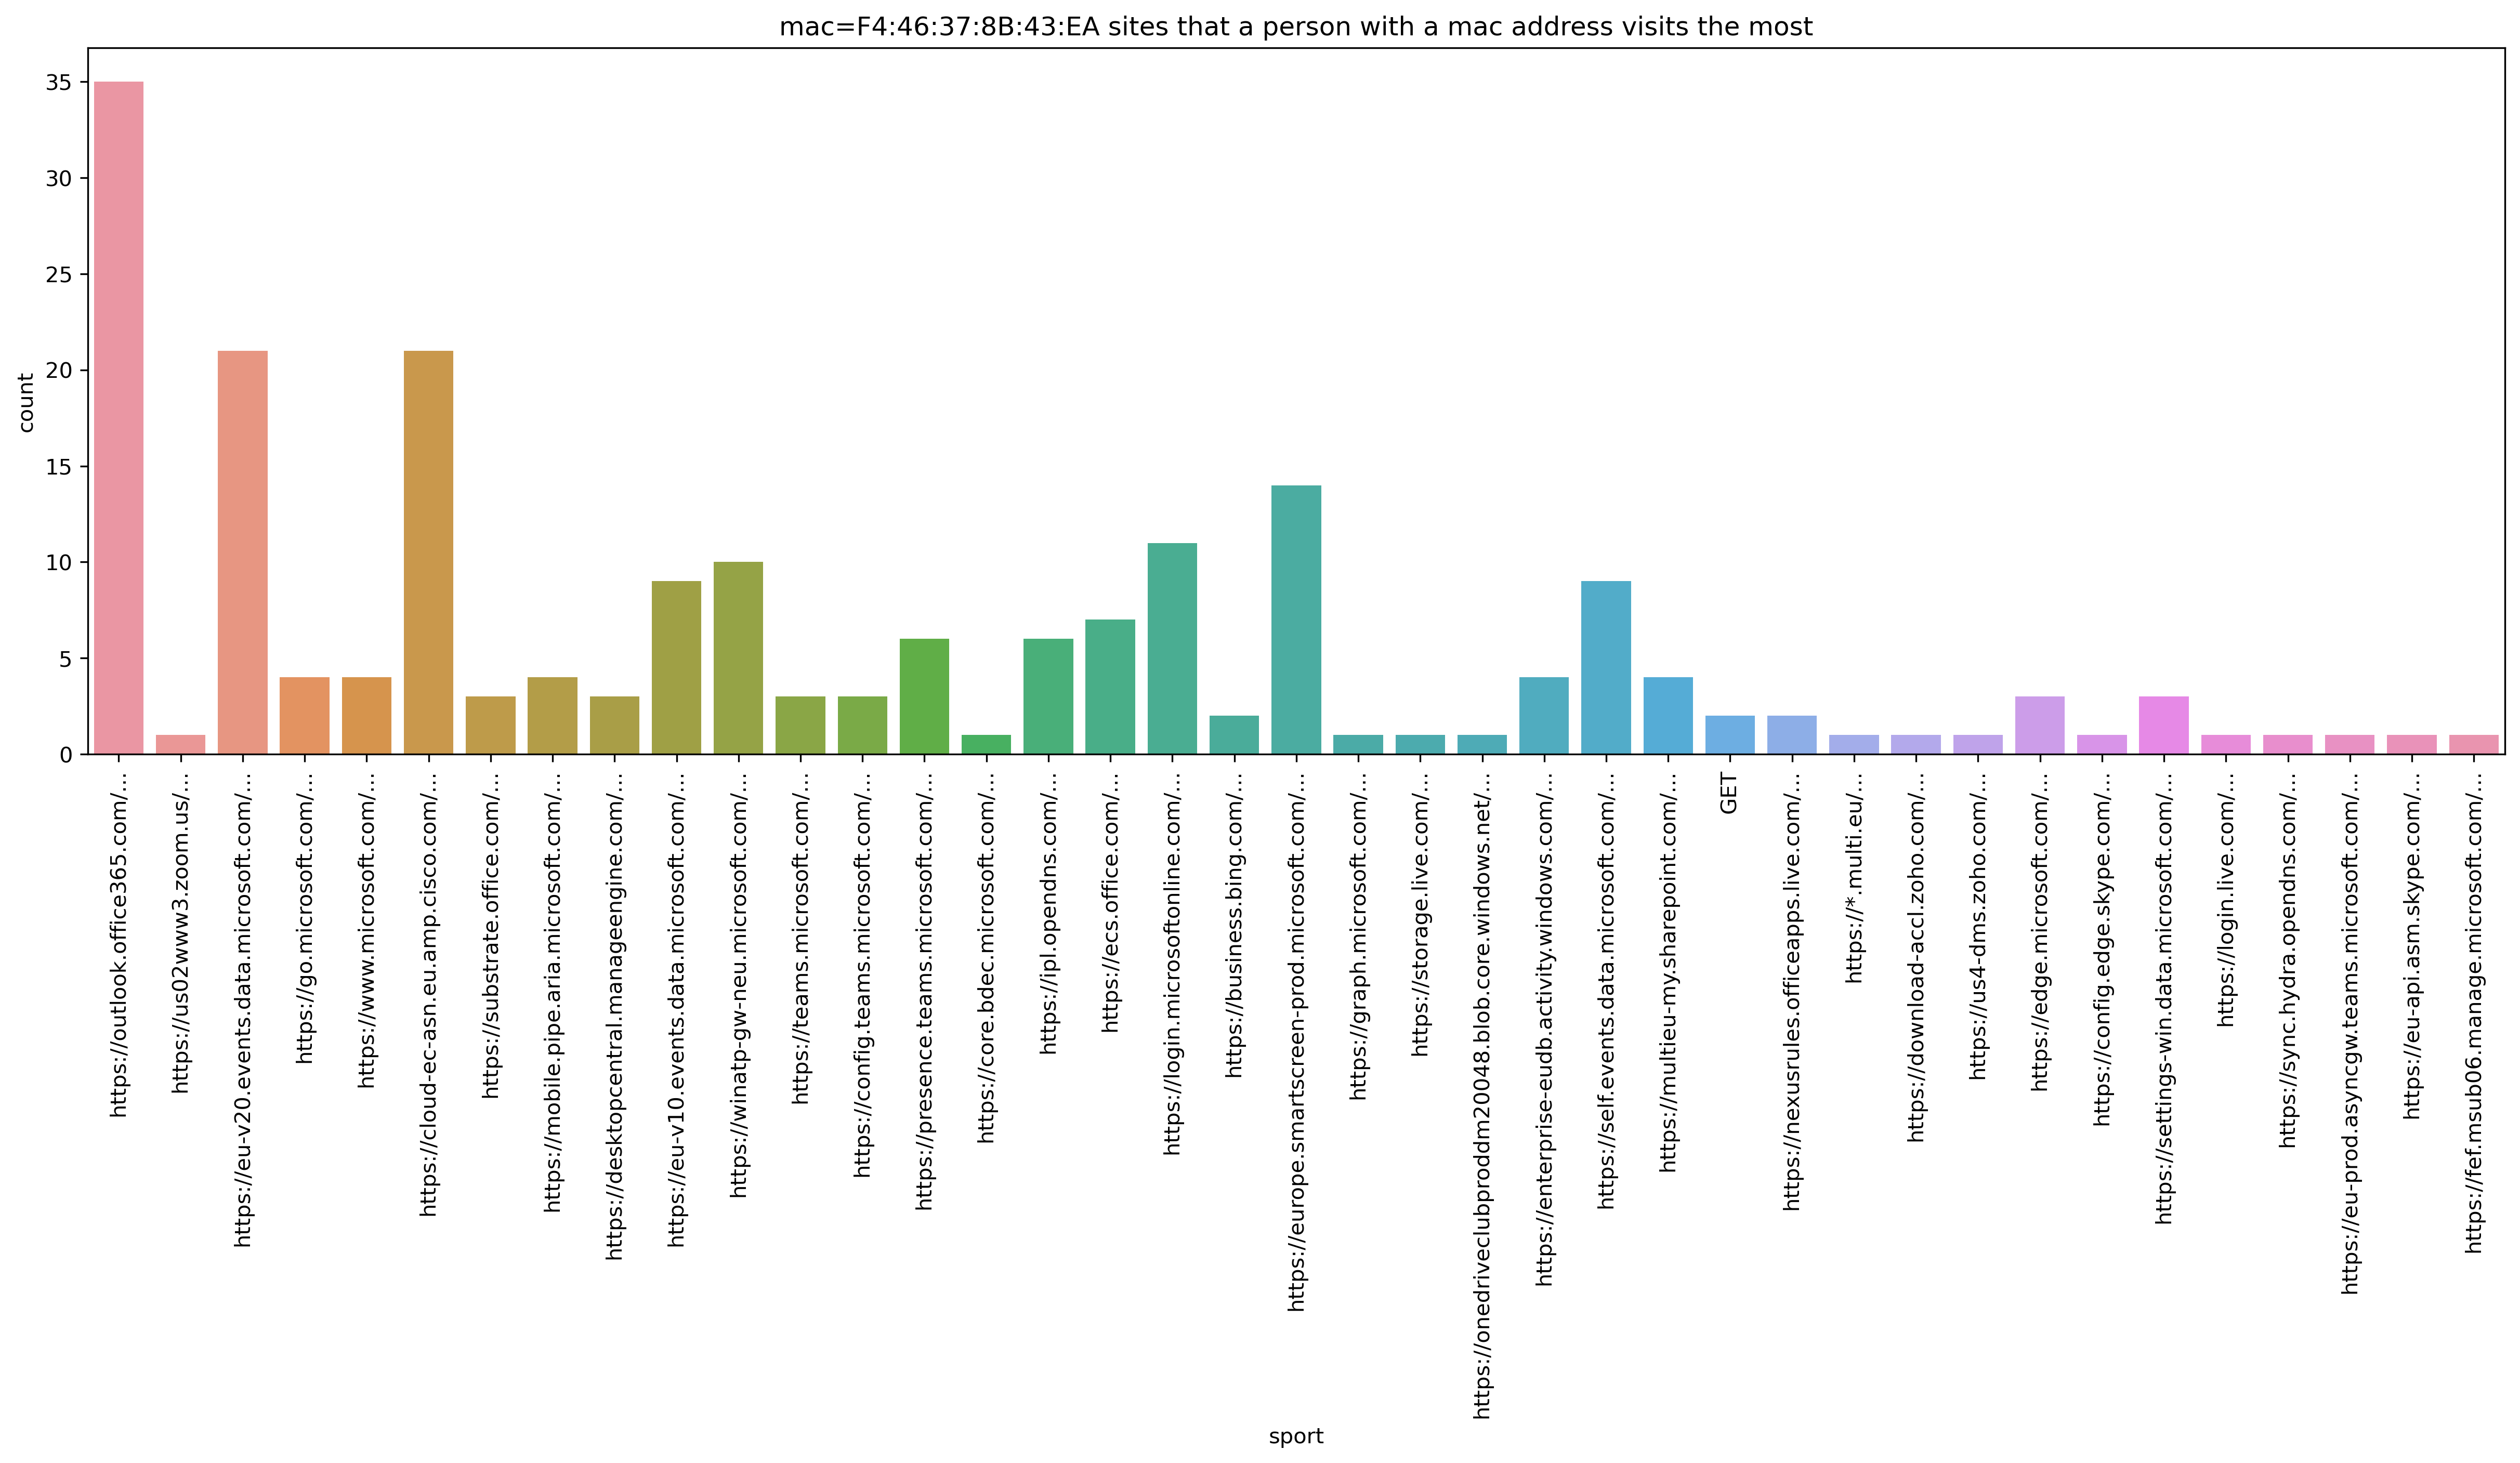 mac=F4:46:37:8B:43:EA sites that a person with a mac address visits the most
count
35
30
25
20
15
10
5
0
https://outlook.office365.com/...
https://us02www3.zoom.us/...
https://eu-v20.events.data.microsoft.com/...
https://go.microsoft.com/...
https://www.microsoft.com/...
https://cloud-ec-asn.eu.amp.cisco.com/...
https://substrate.office.com/...
https://mobile.pipe.aria.microsoft.com/...
https://desktopcentral.manageengine.com/...
https://eu-v10.events.data.microsoft.com/...
https://winatp-gw-neu.microsoft.com/...
https://teams.microsoft.com/...
https://config.teams.microsoft.com/...
https://presence.teams.microsoft.com/...
https://core.bdec.microsoft.com/...
https://ipl.opendns.com/...
https://ecs.office.com/...
https://login.microsoftonline.com/...
https://business.bing.com/...
https://europe.smartscreen-prod.microsoft.com/...
https://graph.microsoft.com/...
https://storage.live.com/...
https://onedriveclubproddm20048.blob.core.windows.net/...
https://enterprise-eudb.activity.windows.com/...
https://self.events.data.microsoft.com/...
https://multieu-my.sharepoint.com/...
GET
https://nexusrules.officeapps.live.com/...
https://*.multi.eu/...
https://download-accl.zoho.com/...
https://us4-dms.zoho.com/...
https://edge.microsoft.com/...
https://config.edge.skype.com/...
https://settings-win.data.microsoft.com/...
https://login.live.com/...
https://sync.hydra.opendns.com/...
https://eu-prod.asyncgw.teams.microsoft.com/...
https://eu-api.asm.skype.com/...
https://fef.msub06.manage.microsoft.com/...
sport